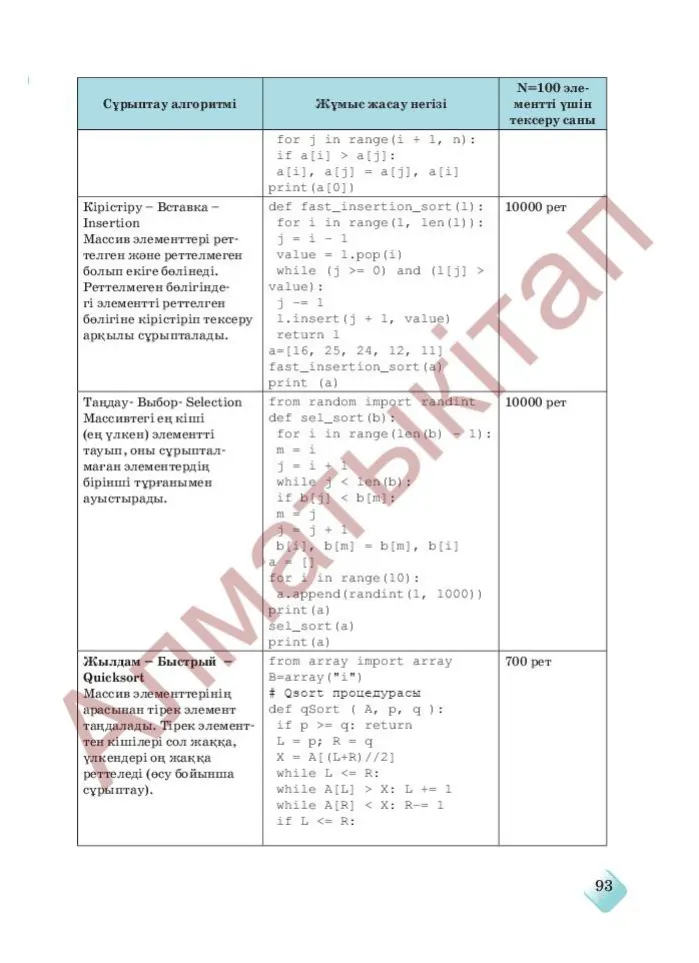 Сұрыптау алгоритмі
Жұмыс жасау негізі
N=100 эле-
ментті үшін
тексеру саны
for j in range(i + 1, n):
if a[i] > a[j]:
a[i], a[j] = a[j], a[i]
print(a[0])
Кірістіру – Вставка –
Insertion
Массив элементтері рет-
телген және реттелмеген
болып екіге бөлінеді.
Реттелмеген бөлігінде-
гі элементті реттелген
бөлігіне кірістіріп тексеру
арқылы сұрыпталады.
def fast_insertion_sort(l):
for i in range(1, len(l)):
j = i - 1
value = l.pop(i)
while (j >= 0) and (l[j] >
value):
j -= 1
l.insert(j + 1, value)
return l
a=[16, 25, 24, 12, 11]
fast_insertion_sort(a)
print (a)
10000 рет
Таңдау- Выбор- Selection
Массивтегі ең кіші
(ең үлкен) элементті
тауып, оны сұрыптал-
маған элементердің
бірінші тұрғанымен
ауыстырады.
from random import randint
def sel_sort(b):
for i in range(len(b) - 1):
m = i
j = i + 1
while j < len(b):
if b[j] < b[m]:
m = j
j = j + 1
b[i], b[m] = b[m], b[i]
a = []
for i in range(10):
a.append(randint(1, 1000))
print(a)
sel_sort(a)
print(a)
10000 рет
Жылдам – Быстрый –
Quicksort
Массив элементтерінің
арасынан тірек элемент
таңдалады. Тірек элемент-
тен кішілері сол жаққа,
үлкендері оң жаққа
реттеледі (өсу бойынша
сұрыптау).
from array import array
B=array("i")
# Qsort процедурасы
def qSort ( A, p, q ):
if p >= q: return
L = p; R = q
X = A[(L+R)//2]
while L <= R:
while A[L] > X: L += 1
while A[R] < X: R-= 1
if L <= R:
700 рет
Алматыкітап
93